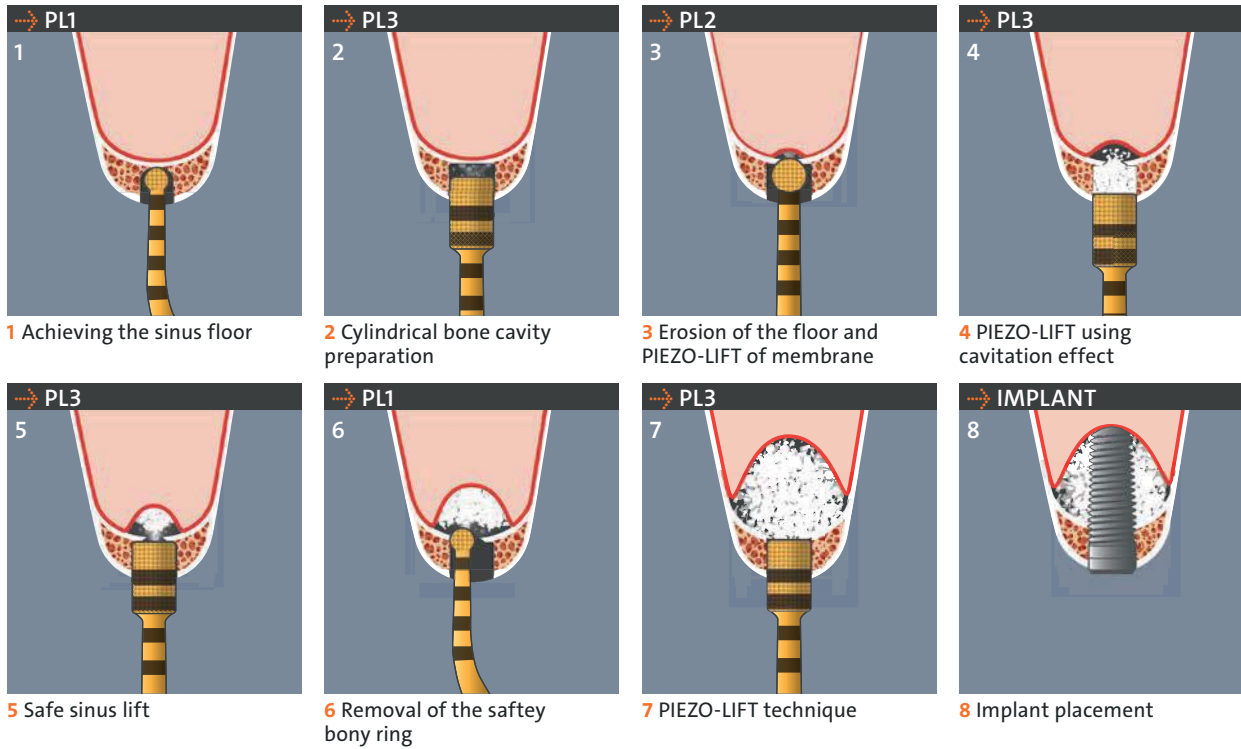 PL1
1
1 Achieving the sinus floor
PL3
2
2 Cylindrical bone cavity
preparation
PL2
3
3 Erosion of the floor and
PIEZO-LIFT of membrane
PL3
4
4 PIEZO-LIFT using
cavitation effect
PL3
5
5 Safe sinus lift
PL1
6
6 Removal of the saftey
bony ring
PL3
7
7 PIEZO-LIFT technique
IMPLANT
8
8 Implant placement